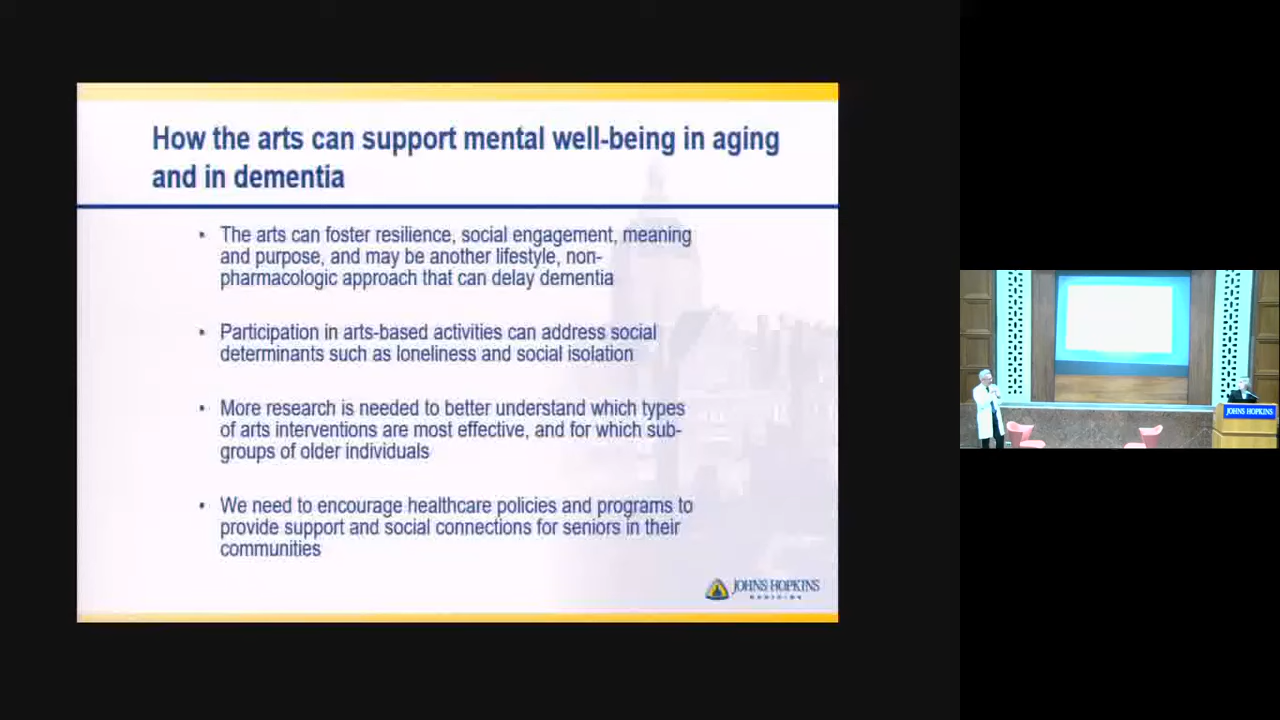 How the arts can support mental well-being in aging
and in dementia
• The arts can foster resilience, social engagement, meaning
and purpose, and may be another lifestyle, non-
pharmacologic approach that can delay dementia
• Participation in arts-based activities can address social
determinants such as loneliness and social isolation
• More research is needed to better understand which types
of arts interventions are most effective, and for which sub-
groups of older individuals
• We need to encourage healthcare policies and programs to
provide support and social connections for seniors in their
communities
JOHNS HOPKINS
MEDICINE
JOHNS HOPKINS